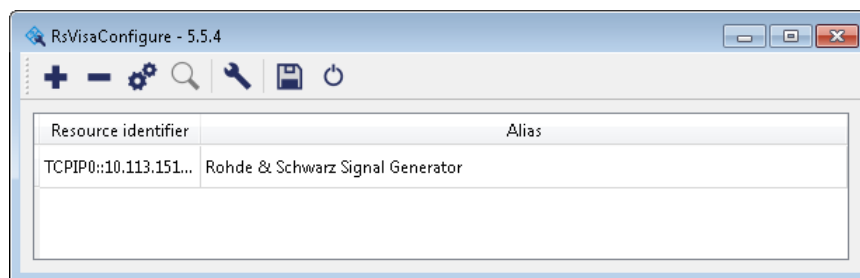 RsVisaConfigure - 5.5.4
Resource identifier Alias
TCPIP0::10.113.151... Rohde & Schwarz Signal Generator